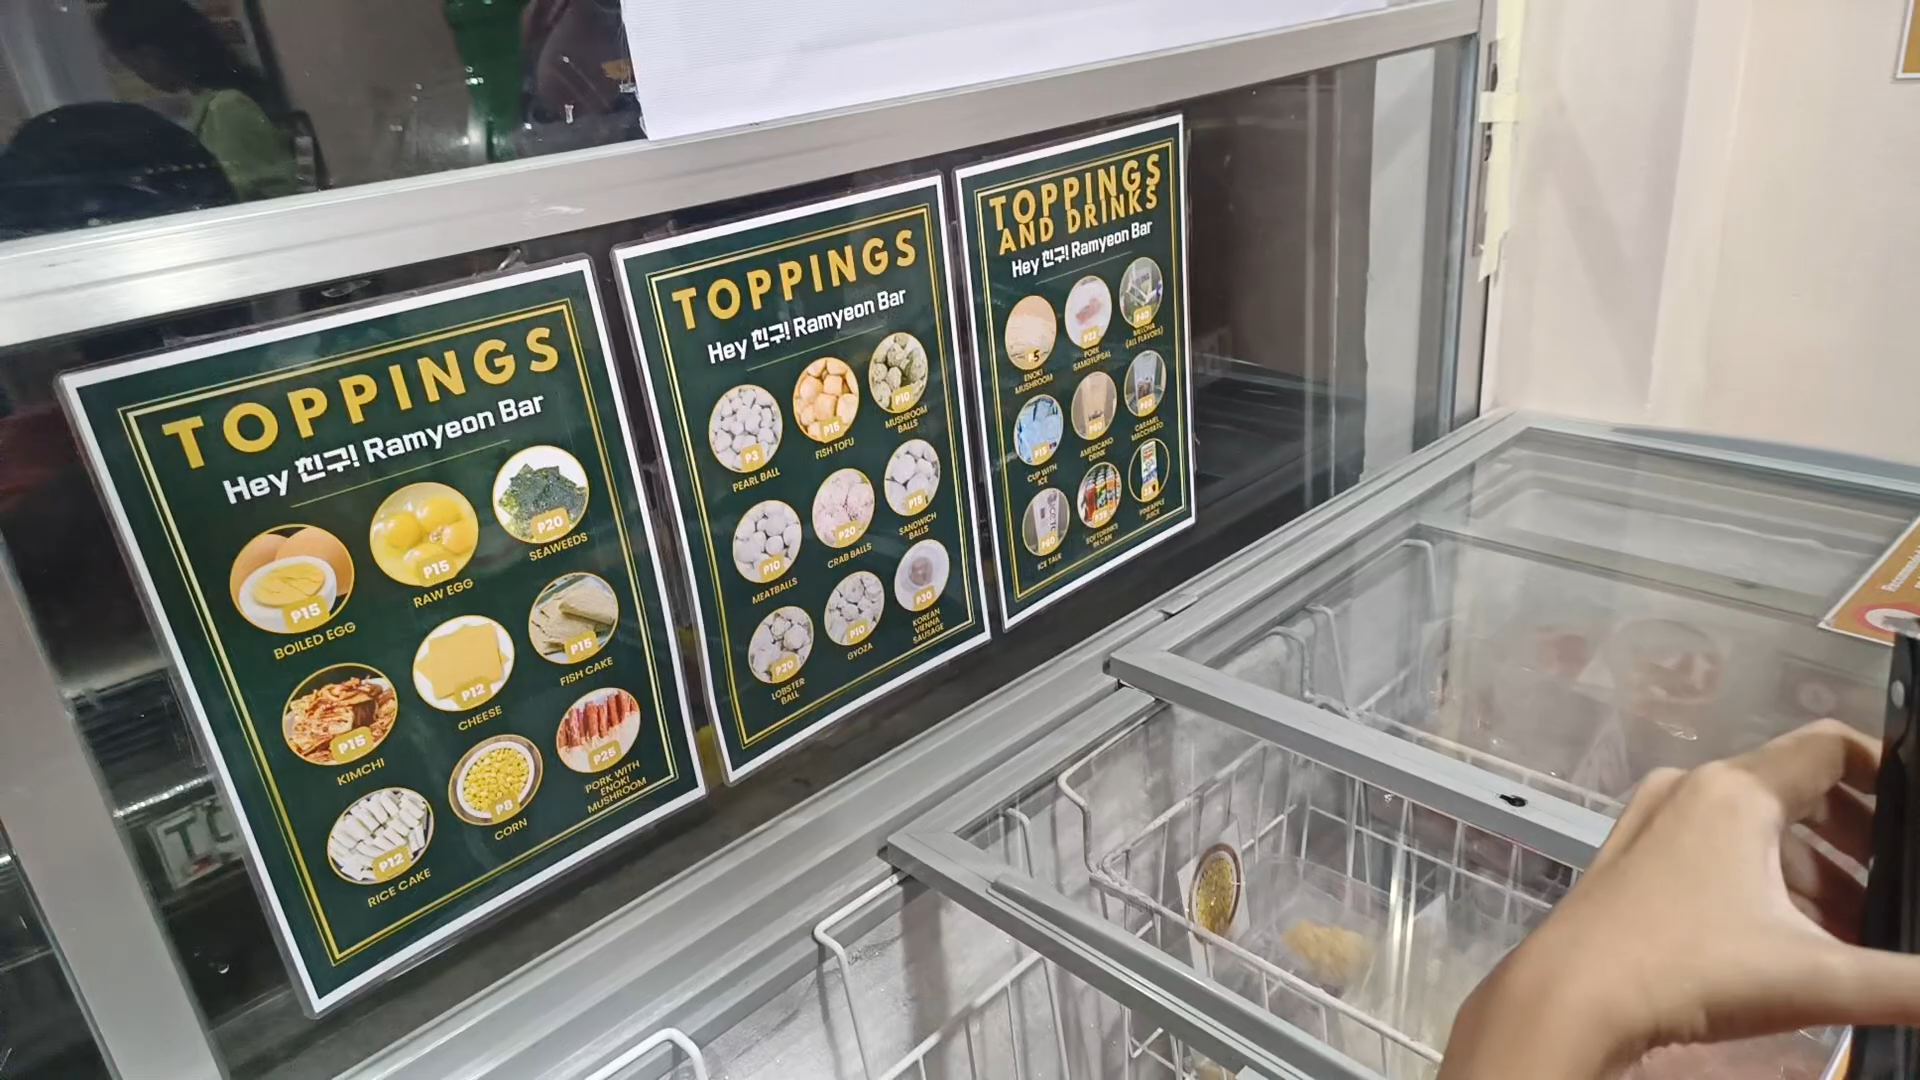 TOPPINGS
Hey 친구! Ramyeon Bar
P15
BOILED EGG
P15
RAW EGG
P20
SEAWEEDS
P15
KIMCHI
P12
CHEESE
P15
FISH CAKE
P12
RICE CAKE
P8
CORN
P25
PORK WITH
ENOKI
MUSHROOM
TOPPINGS
Hey 친구! Ramyeon Bar
P3
PEARL BALL
P15
FISH TOFU
P10
MUSHROOM
BALLS
P10
MEATBALLS
P20
CRAB BALLS
P15
SANDWICH
BALLS
P20
LOBSTER
BALL
P10
GYOZA
P30
KOREAN
VIENNA
SAUSAGE
TOPPINGS
AND DRINKS
Hey 친구! Ramyeon Bar
ENOKI
MUSHROOM
PORK
SAMGYUPSAL
(ALL FLAVORS)
P15
CUP WITH
ICE
AMERICANO
DRINK
CARAMEL
MACCHIATO
ICE TALK
SOFTDRINKS
IN CAN
PINEAPPLE
JUICE